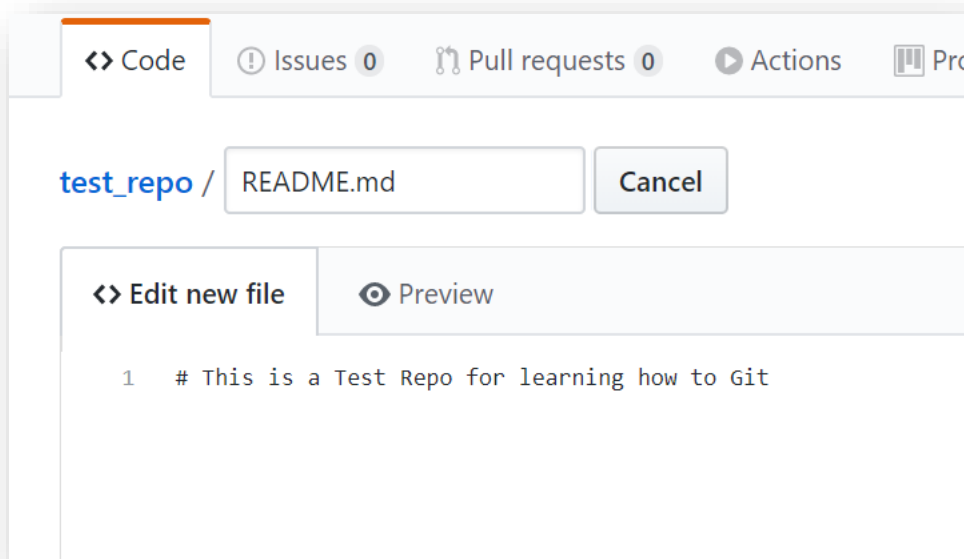 Code Issues 0 Pull requests 0 Actions Pro
test_repo / README.md Cancel
Edit new file Preview
1 # This is a Test Repo for learning how to Git